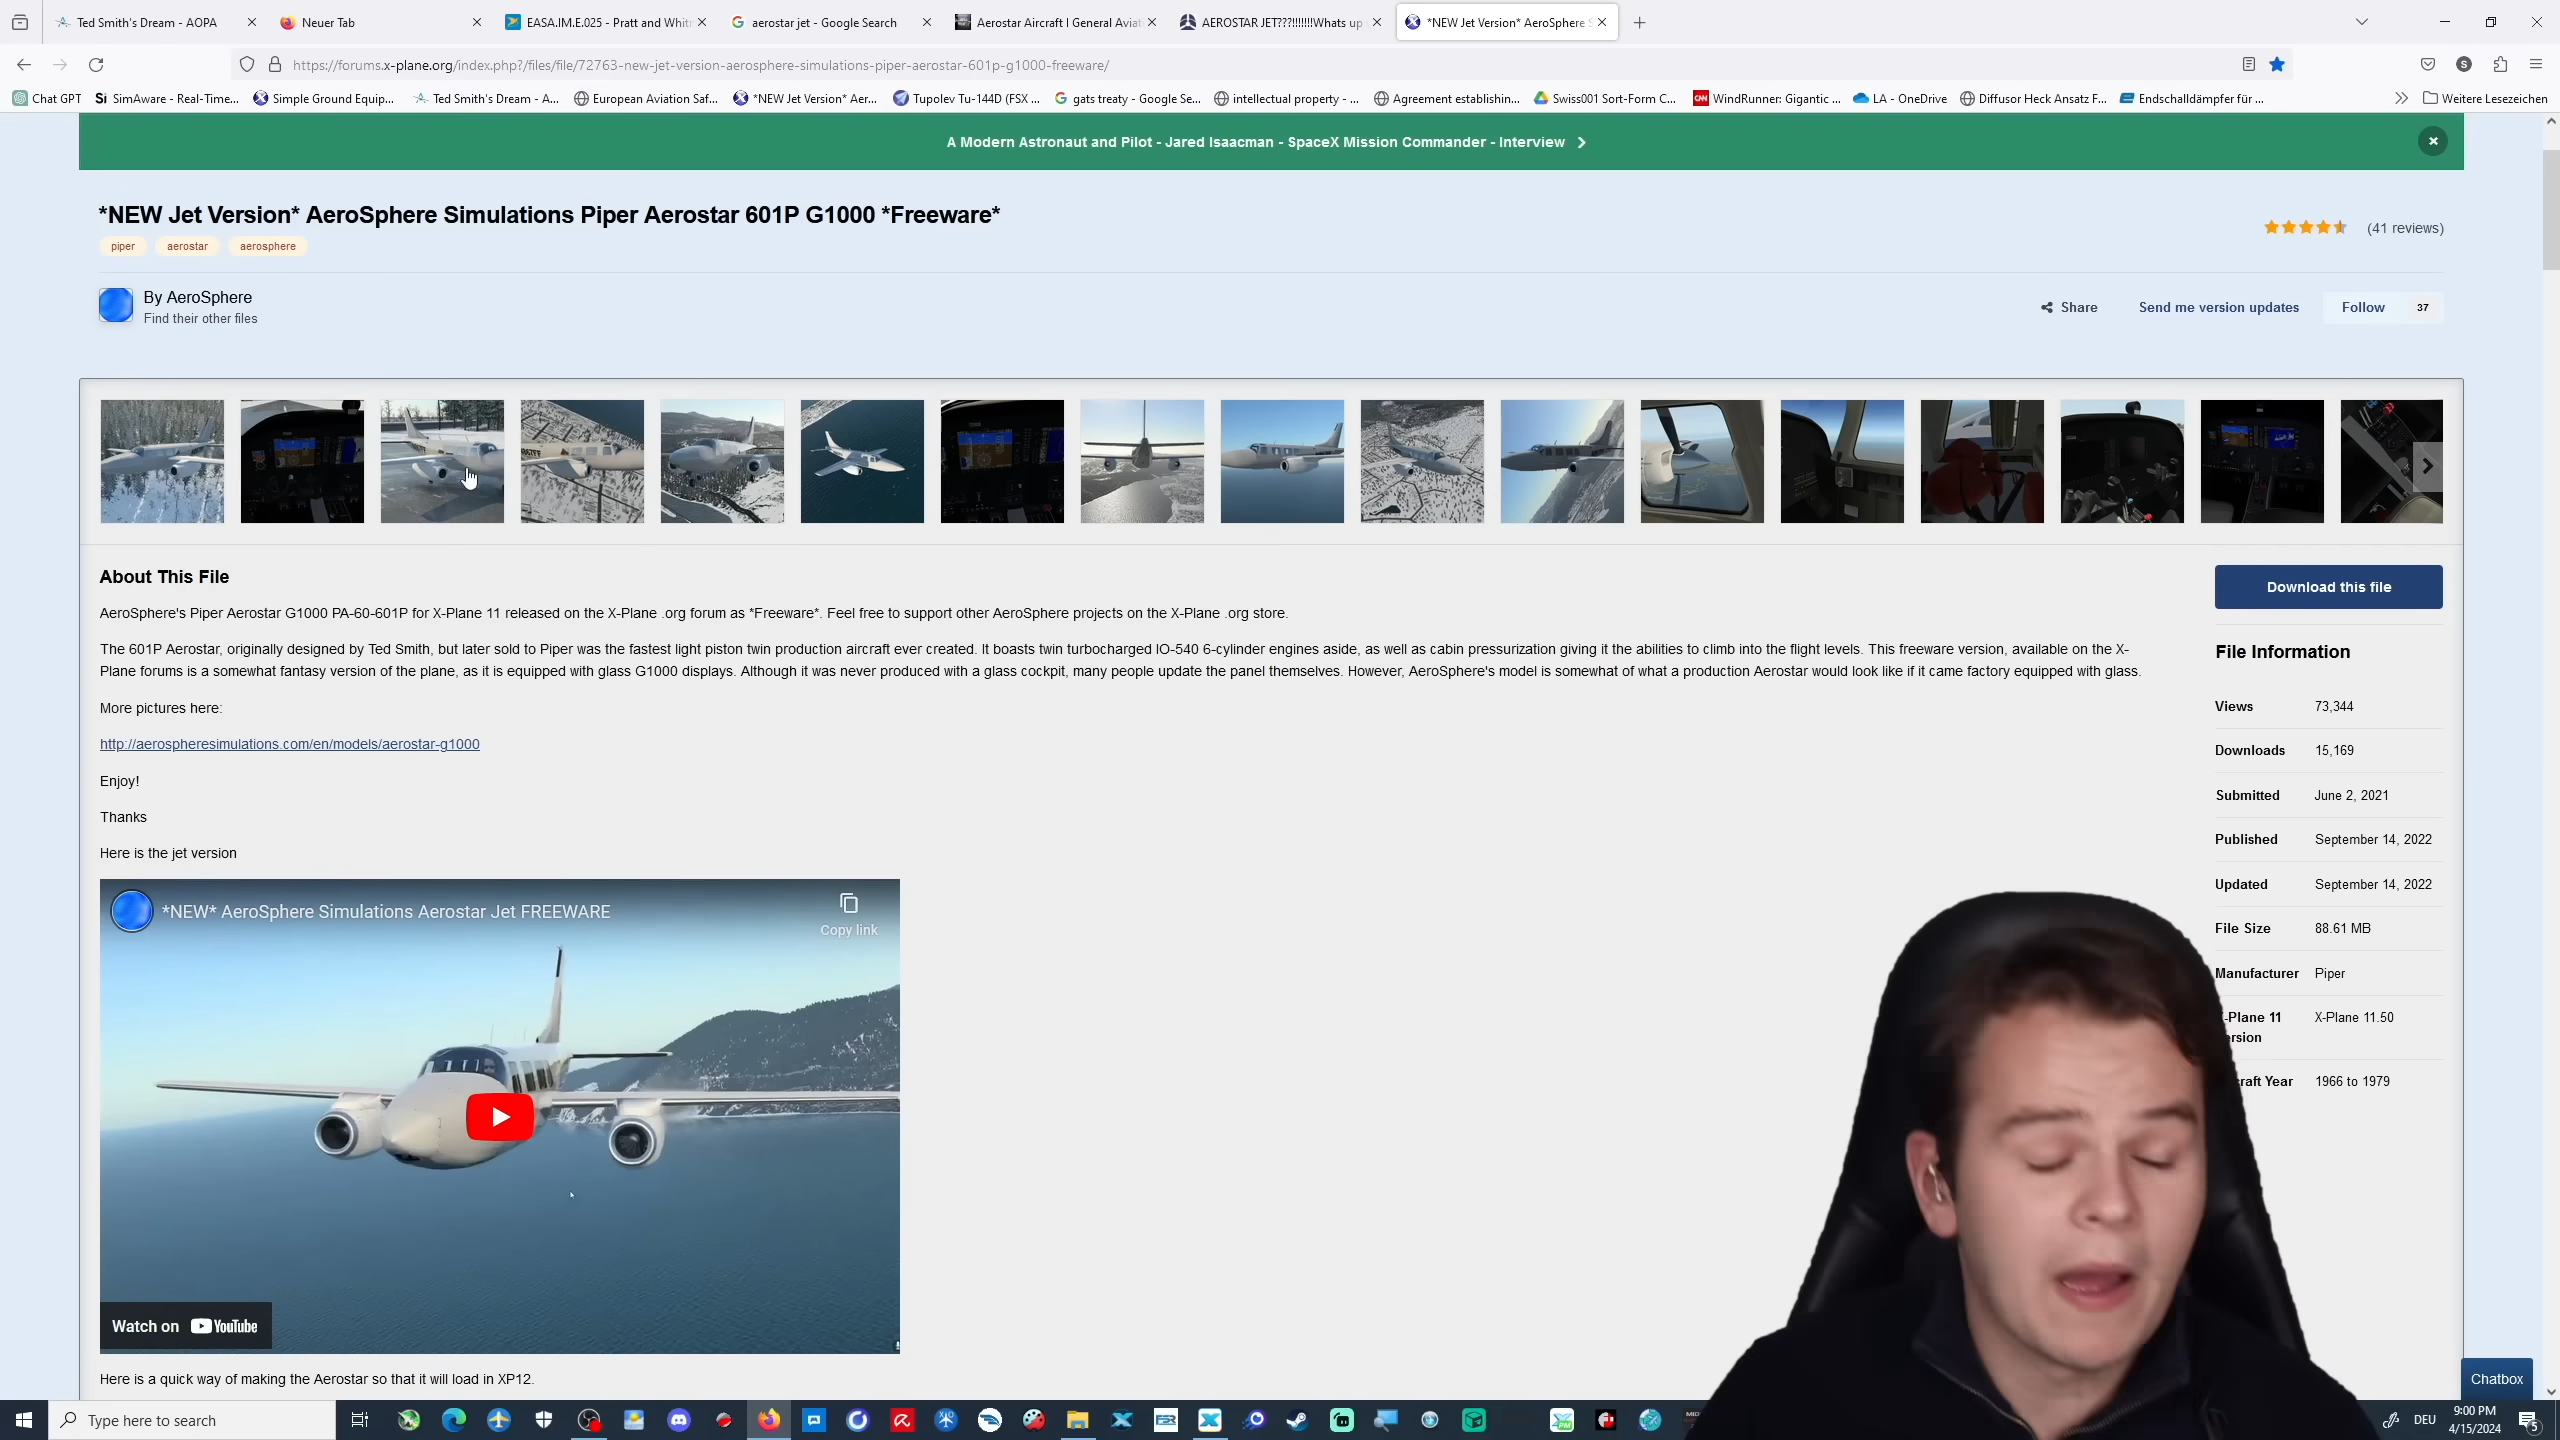 Ted Smith's Dream - AOPA
Neuer Tab
EASA.IM.E.025 - Pratt and Whitn
aerostar jet - Google Search
Aerostar Aircraft | General Aviati
AEROSTAR JET???!!!!!!!Whats up
*NEW Jet Version* AeroSphere S
https://forums.x-plane.org/index.php?/files/file/72763-new-jet-version-aerosphere-simulations-piper-aerostar-601p-g1000-freeware/
S
Chat GPT
SimAware - Real-Time...
Simple Ground Equip...
Ted Smith's Dream - A...
European Aviation Saf...
*NEW Jet Version* Aer...
Tupolev Tu-144D (FSX ...
gats treaty - Google Se...
intellectual property - ...
Agreement establishin...
Swiss001 Sort-Form C...
WindRunner: Gigantic ...
LA - OneDrive
Diffusor Heck Ansatz F...
Endschalldämpfer für ...
Weitere Lesezeichen
A Modern Astronaut and Pilot - Jared Isaacman - SpaceX Mission Commander - Interview
*NEW Jet Version* AeroSphere Simulations Piper Aerostar 601P G1000 *Freeware*
piper aerostar aerosphere
(41 reviews)
By AeroSphere
Find their other files
Share
Send me version updates
Follow 37
About This File
AeroSphere's Piper Aerostar G1000 PA-60-601P for X-Plane 11 released on the X-Plane .org forum as *Freeware*. Feel free to support other AeroSphere projects on the X-Plane .org store.
The 601P Aerostar, originally designed by Ted Smith, but later sold to Piper was the fastest light piston twin production aircraft ever created. It boasts twin turbocharged IO-540 6-cylinder engines aside, as well as cabin pressurization giving it the abilities to climb into the flight levels. This freeware version, available on the X-
Plane forums is a somewhat fantasy version of the plane, as it is equipped with glass G1000 displays. Although it was never produced with a glass cockpit, many people update the panel themselves. However, AeroSphere's model is somewhat of what a production Aerostar would look like if it came factory equipped with glass.
More pictures here:
http://aerospheresimulations.com/en/models/aerostar-g1000
Enjoy!
Thanks
Here is the jet version
*NEW* AeroSphere Simulations Aerostar Jet FREEWARE
Copy link
Watch on YouTube
Here is a quick way of making the Aerostar so that it will load in XP12.
Download this file
File Information
Views 73,344
Downloads 15,169
Submitted June 2, 2021
Published September 14, 2022
Updated September 14, 2022
File Size 88.61 MB
Manufacturer Piper
-Plane 11 X-Plane 11.50
ersion
raft Year 1966 to 1979
Chatbox
Type here to search
DEU
9:00 PM
4/15/2024
5